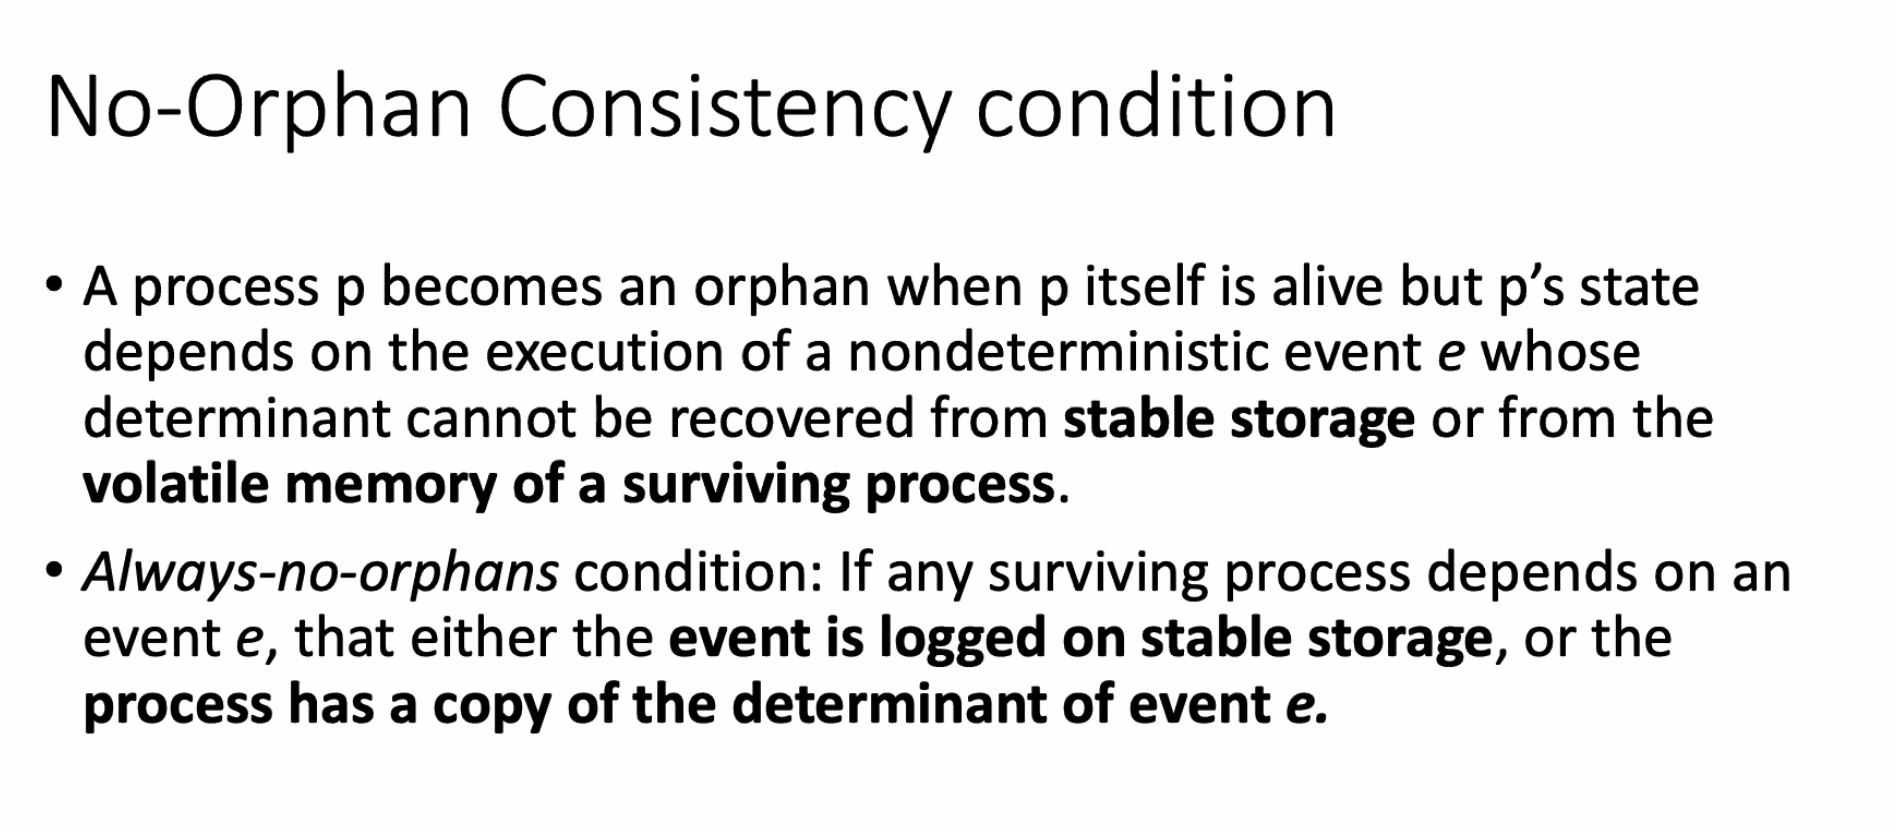 No-Orphan Consistency condition
• A process p becomes an orphan when p itself is alive but p’s state
depends on the execution of a nondeterministic event e whose
determinant cannot be recovered from stable storage or from the
volatile memory of a surviving process.
• Always-no-orphans condition: If any surviving process depends on an
event e, that either the event is logged on stable storage, or the
process has a copy of the determinant of event e.